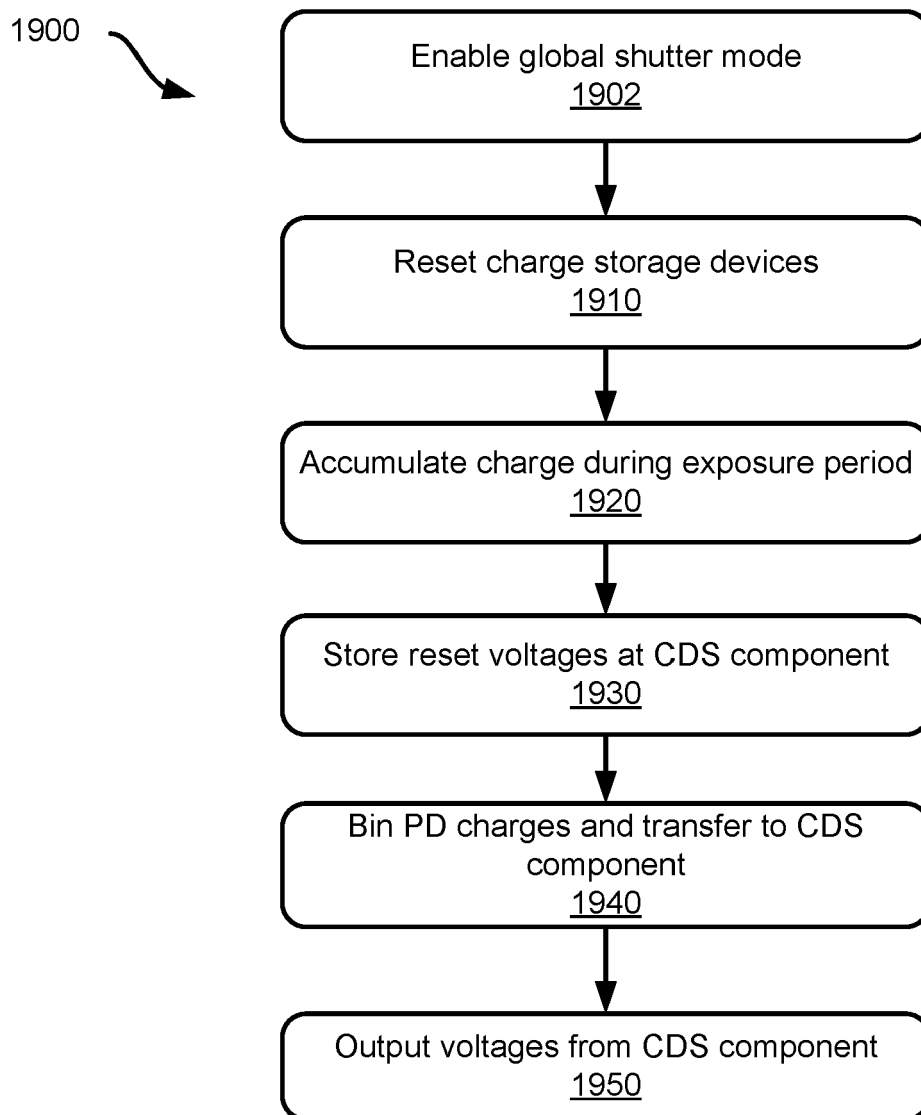 1900
Enable global shutter mode
1902
Reset charge storage devices
1910
Accumulate charge during exposure period
1920
Store reset voltages at CDS component
1930
Bin PD charges and transfer to CDS
component
1940
Output voltages from CDS component
1950